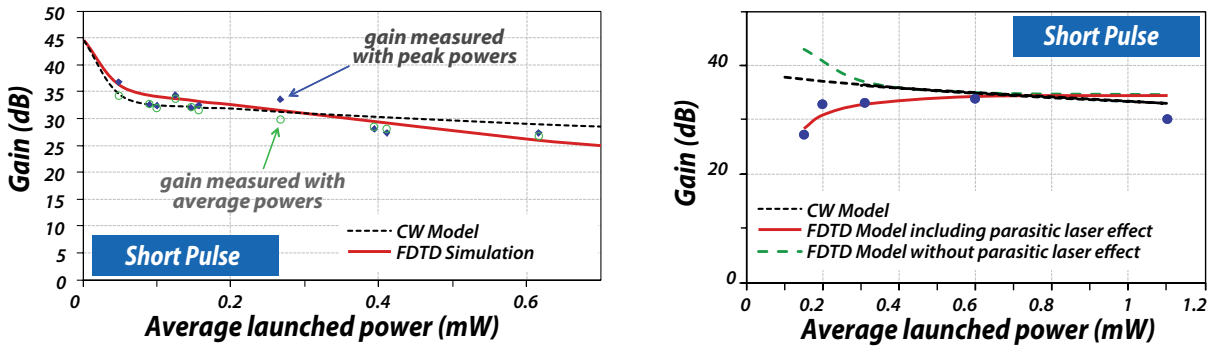 50
45
40
35
30
25
20
15
10
5
0
Gain (dB)
gain measured
with peak powers
gain measured with
average powers
CW Model
FDTD Simulation
Short Pulse
0
0.2
0.4
0.6
Average launched power (mW)
40
20
0
Gain (dB)
Short Pulse
CW Model
FDTD Model including parasitic laser effect
FDTD Model without parasitic laser effect
0
0.2
0.4
0.6
0.8
1
1.2
Average launched power (mW)